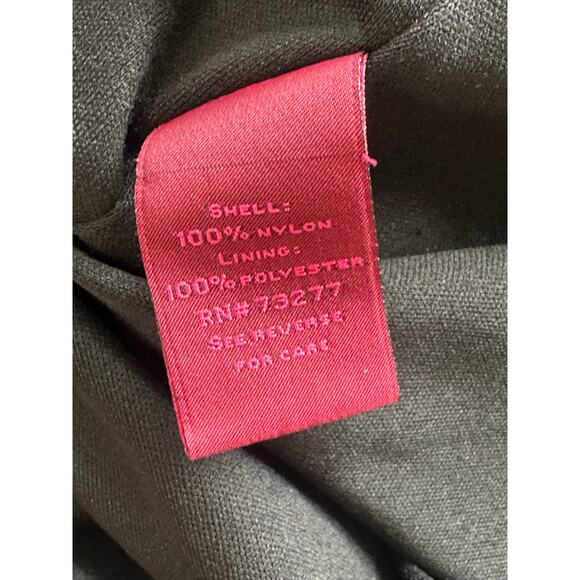 SHELL:
100% NYLON
LINING:
100% POLYESTER
RN# 73277
SEE REVERSE
FOR CARE